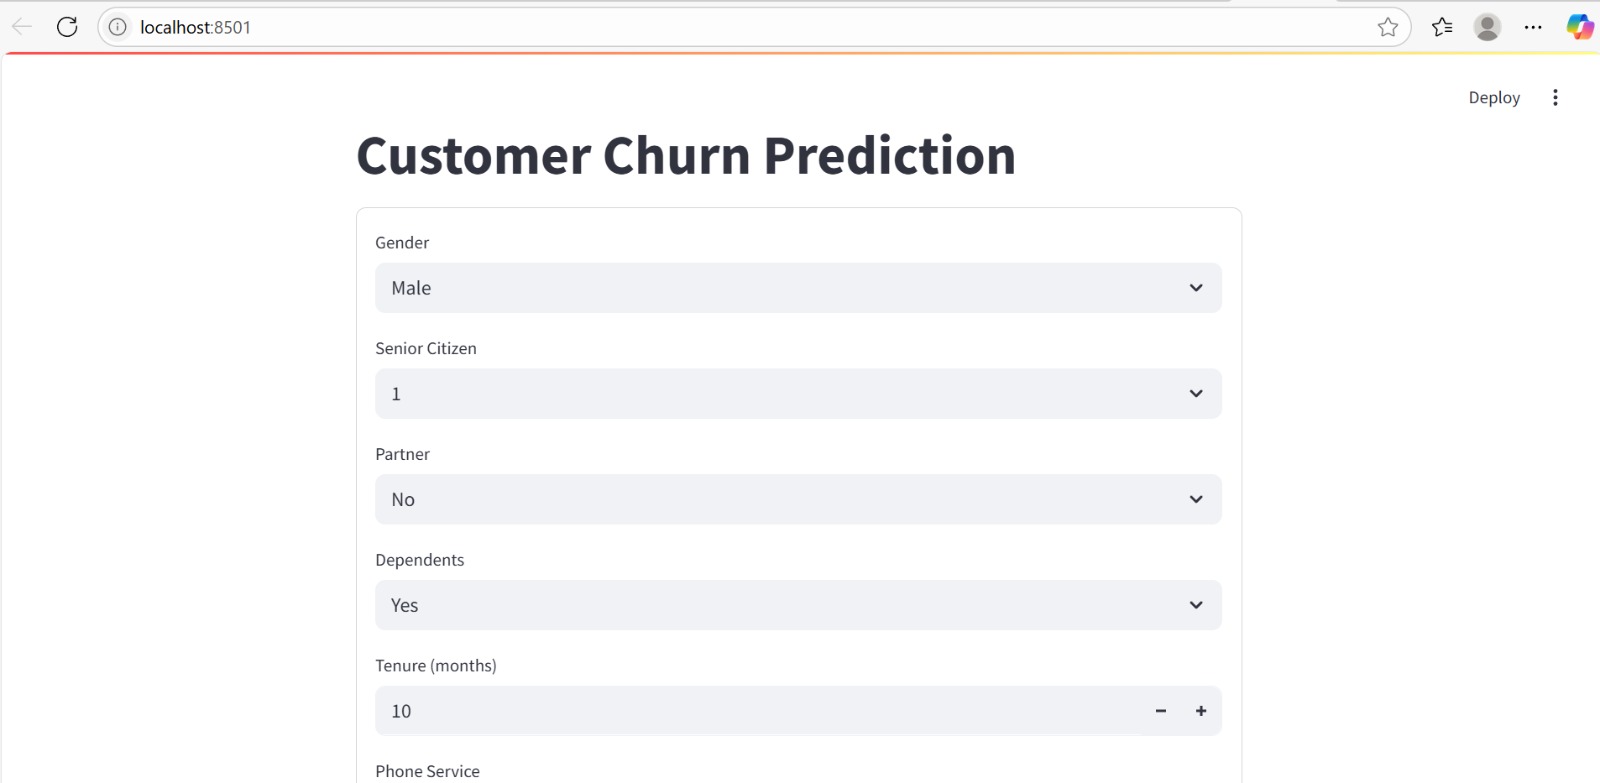 localhost:8501
Deploy
Customer Churn Prediction
Gender
Male
Senior Citizen
1
Partner
No
Dependents
Yes
Tenure (months)
10
Phone Service